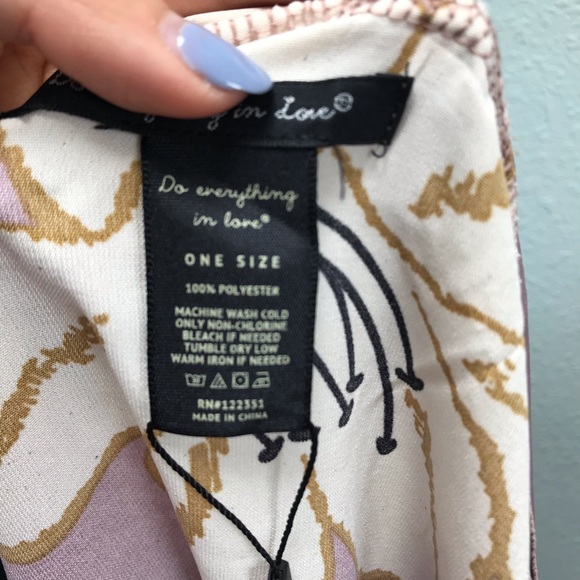 in Love®
Do everything
in love®
ONE SIZE
100% POLYESTER
MACHINE WASH COLD
ONLY NON-CHLORINE
BLEACH IF NEEDED
TUMBLE DRY LOW
WARM IRON IF NEEDED
RN#122351
MADE IN CHINA